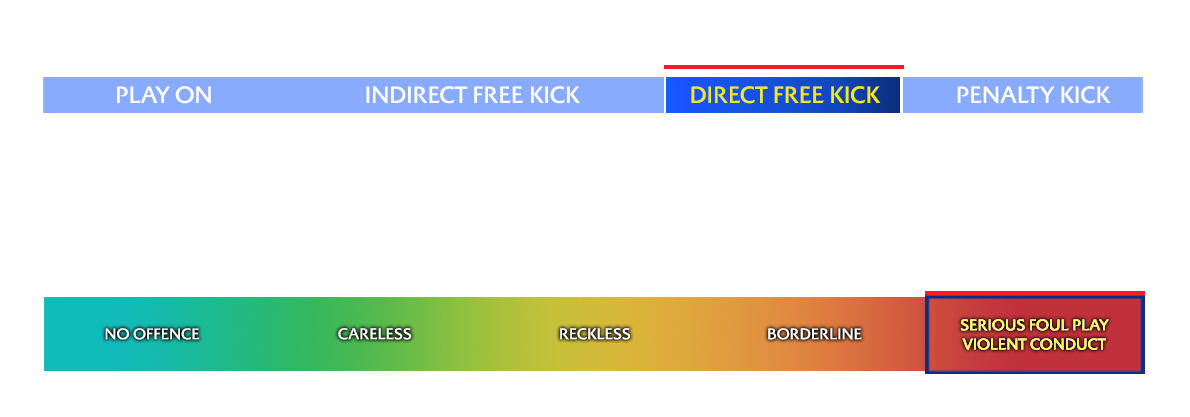 PLAY ON INDIRECT FREE KICK DIRECT FREE KICK PENALTY KICK
NO OFFENCE CARELESS RECKLESS BORDERLINE SERIOUS FOUL PLAY
VIOLENT CONDUCT